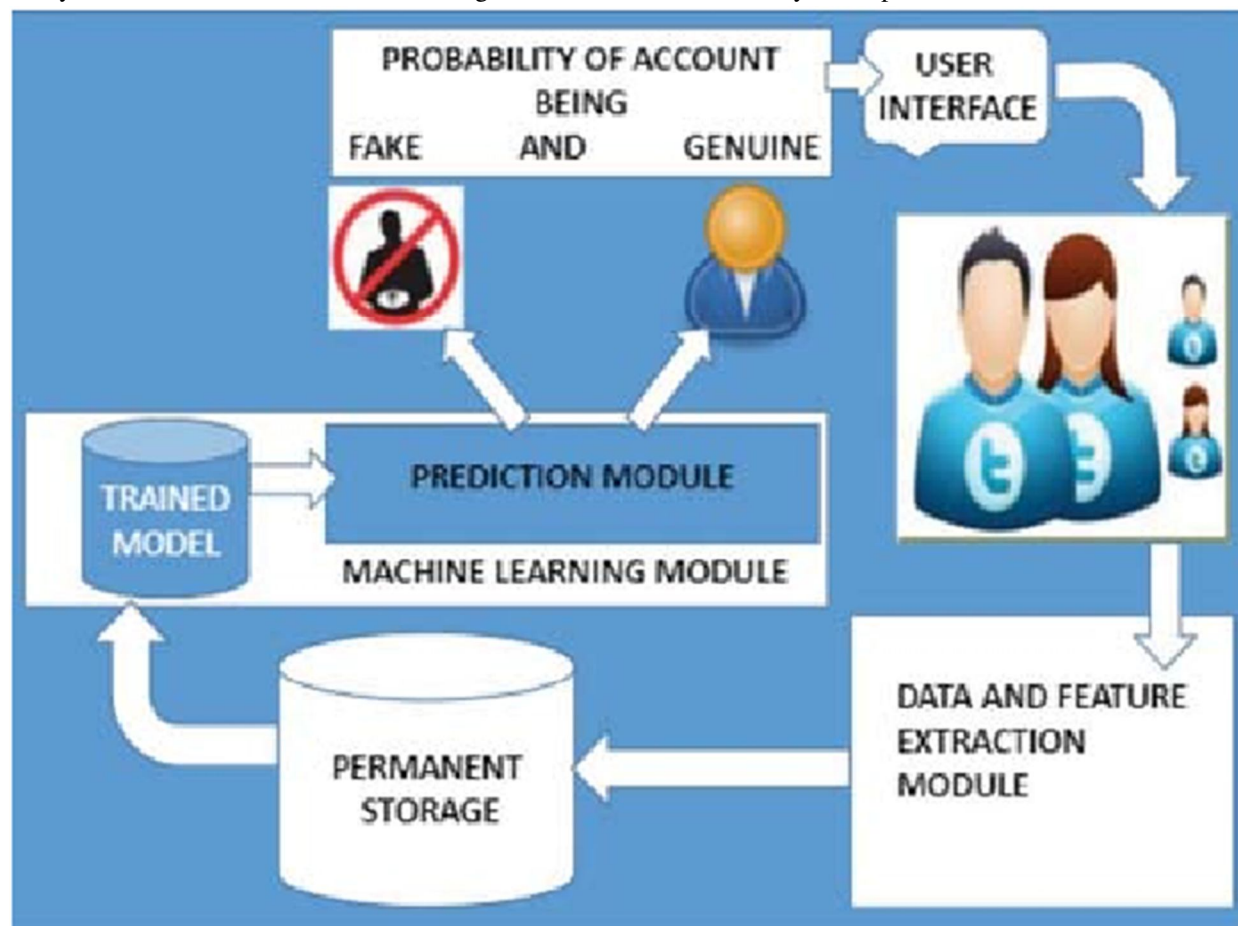 PROBABILITY OF ACCOUNT
BEING
FAKE AND GENUINE
USER
INTERFACE
TRAINED
MODEL
PREDICTION MODULE
MACHINE LEARNING MODULE
DATA AND FEATURE
EXTRACTION
MODULE
PERMANENT
STORAGE